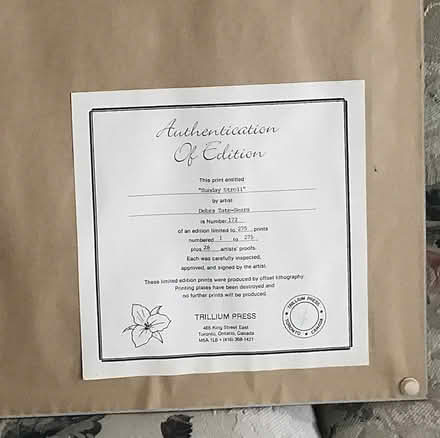 Authentication
Of Edition
This print entitled
"Sunday Stroll"
by artist
Debra Tate-Sears
is Number 172
of an edition limited to 275 prints
numbered 1 to 275
plus 28 artists' proofs.
Each was carefully inspected,
approved, and signed by the artist.
These limited edition prints were produced by offset lithography.
Printing plates have been destroyed and
no further prints will be produced.
TRILLIUM PRESS
465 King Street East
Toronto, Ontario, Canada
M5A 1L6 • (416) 368-1421
TRILLIUM PRESS
TORONTO CANADA